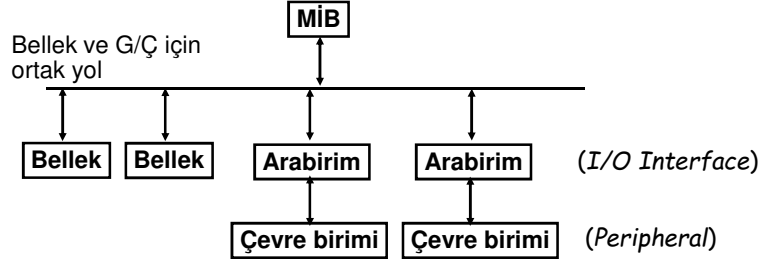 MİB
Bellek ve G/Ç için
ortak yol
Bellek Bellek Arabirim Arabirim (I/O Interface)
Çevre birimi Çevre birimi (Peripheral)